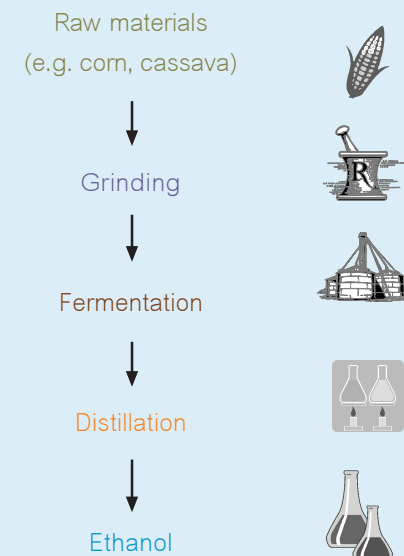 Raw materials
(e.g. corn, cassava)
Grinding
R
Fermentation
Distillation
Ethanol